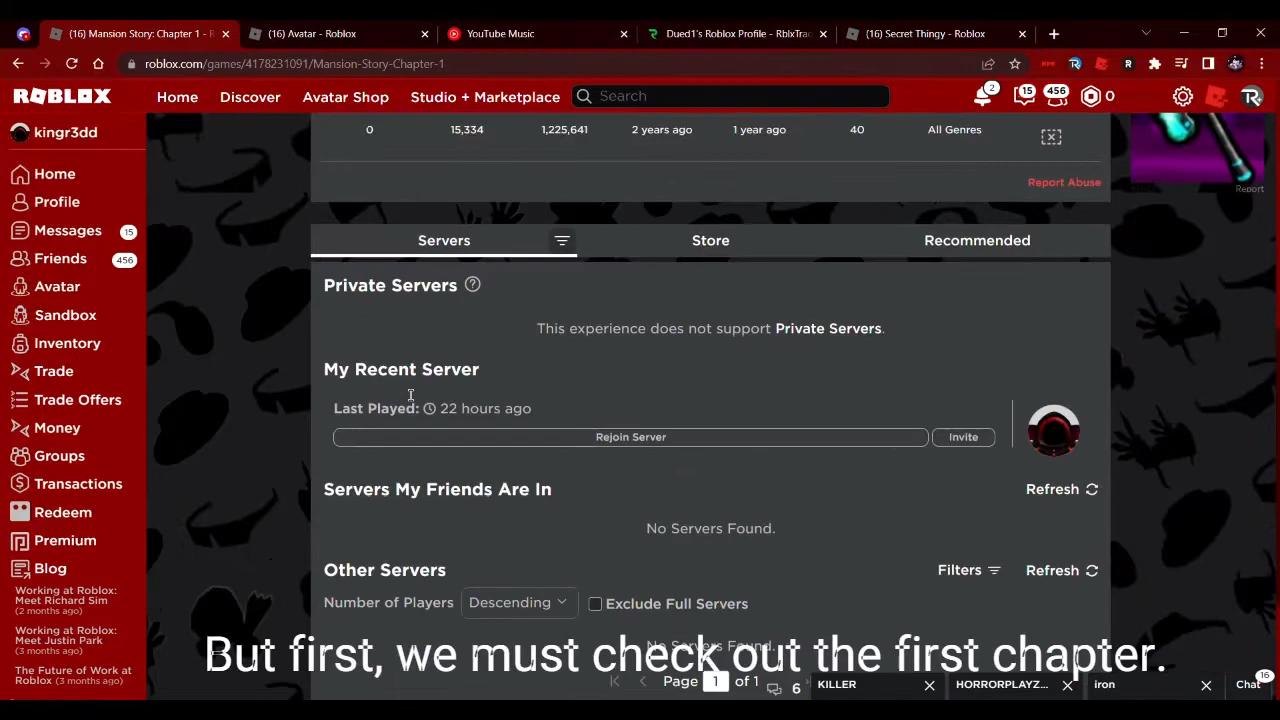 (16) Mansion Story: Chapter 1 - R
(16) Avatar - Roblox
YouTube Music
Dued1's Roblox Profile - RblxTrac
(16) Secret Thingy - Roblox
roblox.com/games/4178231091/Mansion-Story-Chapter-1
ROBLOX
Home
Discover
Avatar Shop
Studio + Marketplace
Search
2
15
456
0
kingr3dd
Home
Profile
Messages 15
Friends 456
Avatar
Sandbox
Inventory
Trade
Trade Offers
Money
Groups
Transactions
Redeem
Premium
Blog
Working at Roblox:
Meet Richard Sim
(2 months ago)
Working at Roblox:
Meet Justin Park
(3 months ago)
The Future of Work at
Roblox (3 months ago)
0 15,334 1,225,641 2 years ago 1 year ago 40 All Genres
Report Abuse
Report
Servers
Store
Recommended
Private Servers
This experience does not support Private Servers.
My Recent Server
Last Played: 22 hours ago
Rejoin Server
Invite
Servers My Friends Are In
Refresh
No Servers Found.
Other Servers
Filters
Refresh
Number of Players
Descending
Exclude Full Servers
No Servers Found.
But first, we must check out the first chapter.
Page 1 of 1
6
KILLER
HORRORPLAYZ...
iron
Chat 16